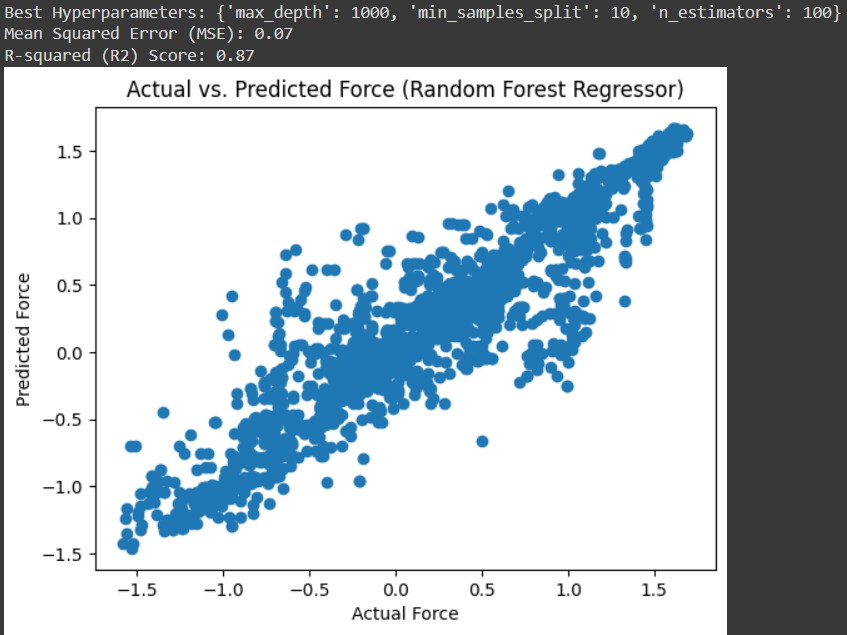 Best Hyperparameters: {'max_depth': 1000, 'min_samples_split': 10, 'n_estimators': 100}
Mean Squared Error (MSE): 0.07
R-squared (R2) Score: 0.87
Actual vs. Predicted Force (Random Forest Regressor)
Predicted Force
1.5
1.0
0.5
0.0
−0.5
−1.0
−1.5
−1.5 −1.0 −0.5 0.0 0.5 1.0 1.5
Actual Force